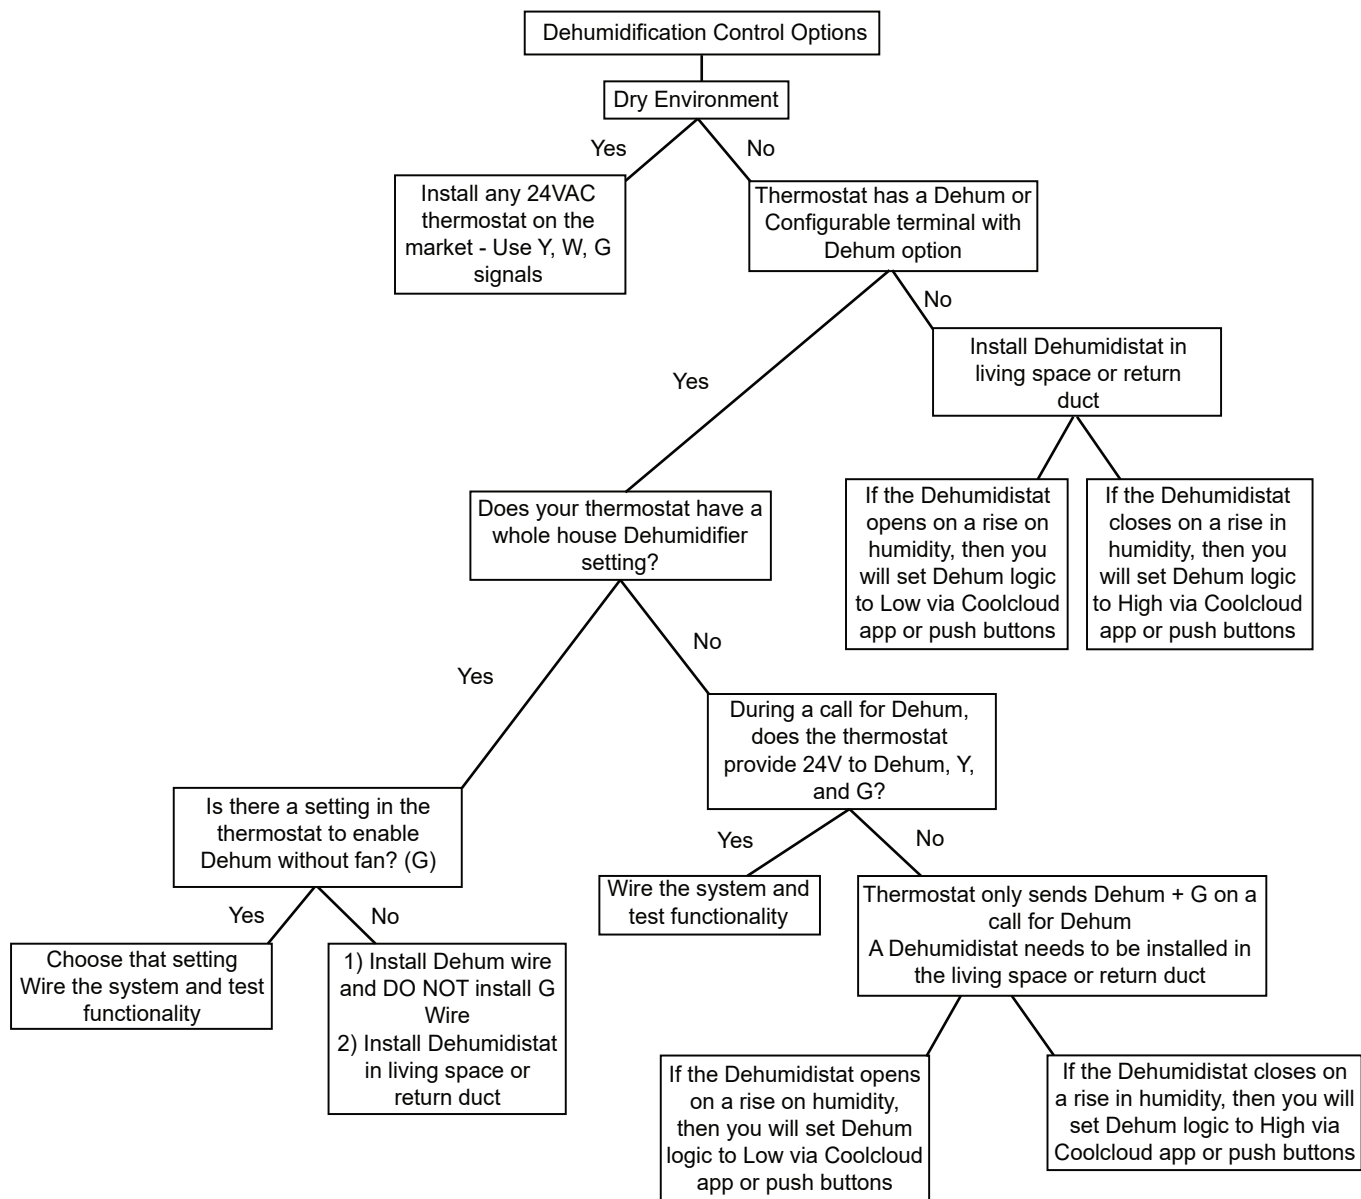 Dehumidification Control Options
Dry Environment
Yes
No
Install any 24VAC
thermostat on the
market - Use Y, W, G
signals
Thermostat has a Dehum or
Configurable terminal with
Dehum option
No
Yes
Install Dehumidistat in
living space or return
duct
If the Dehumidistat
opens on a rise on
humidity, then you
will set Dehum logic
to Low via Coolcloud
app or push buttons
If the Dehumidistat
closes on a rise in
humidity, then you
will set Dehum logic
to High via Coolcloud
app or push buttons
Does your thermostat have a
whole house Dehumidifier
setting?
Yes
No
During a call for Dehum,
does the thermostat
provide 24V to Dehum, Y,
and G?
Is there a setting in the
thermostat to enable
Dehum without fan? (G)
Yes
No
Wire the system and
test functionality
Thermostat only sends Dehum + G on a
call for Dehum
A Dehumidistat needs to be installed in
the living space or return duct
Yes
No
Choose that setting
Wire the system and test
functionality
1) Install Dehum wire
and DO NOT install G
Wire
2) Install Dehumidistat
in living space or
return duct
If the Dehumidistat opens
on a rise on humidity,
then you will set Dehum
logic to Low via Coolcloud
app or push buttons
If the Dehumidistat closes on
a rise in humidity, then you will
set Dehum logic to High via
Coolcloud app or push buttons